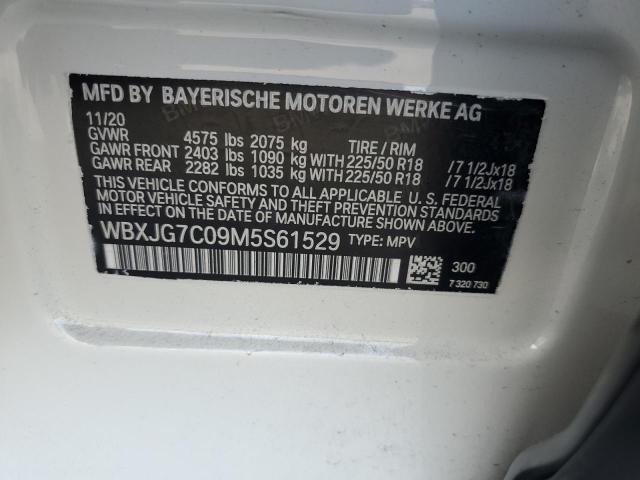 MFD BY BAYERISCHE MOTOREN WERKE AG
11/20
GVWR 4575 lbs 2075 kg TIRE / RIM
GAWR FRONT 2403 lbs 1090 kg WITH 225/50 R18 /7 1/2Jx18
GAWR REAR 2282 lbs 1035 kg WITH 225/50 R18 /7 1/2Jx18
THIS VEHICLE CONFORMS TO ALL APPLICABLE U. S. FEDERAL
MOTOR VEHICLE SAFETY AND THEFT PREVENTION STANDARDS
IN EFFECT ON THE DATE OF MANUFACTURE SHOWN ABOVE.
WBXJG7C09M5S61529 TYPE: MPV
300
7 320 730